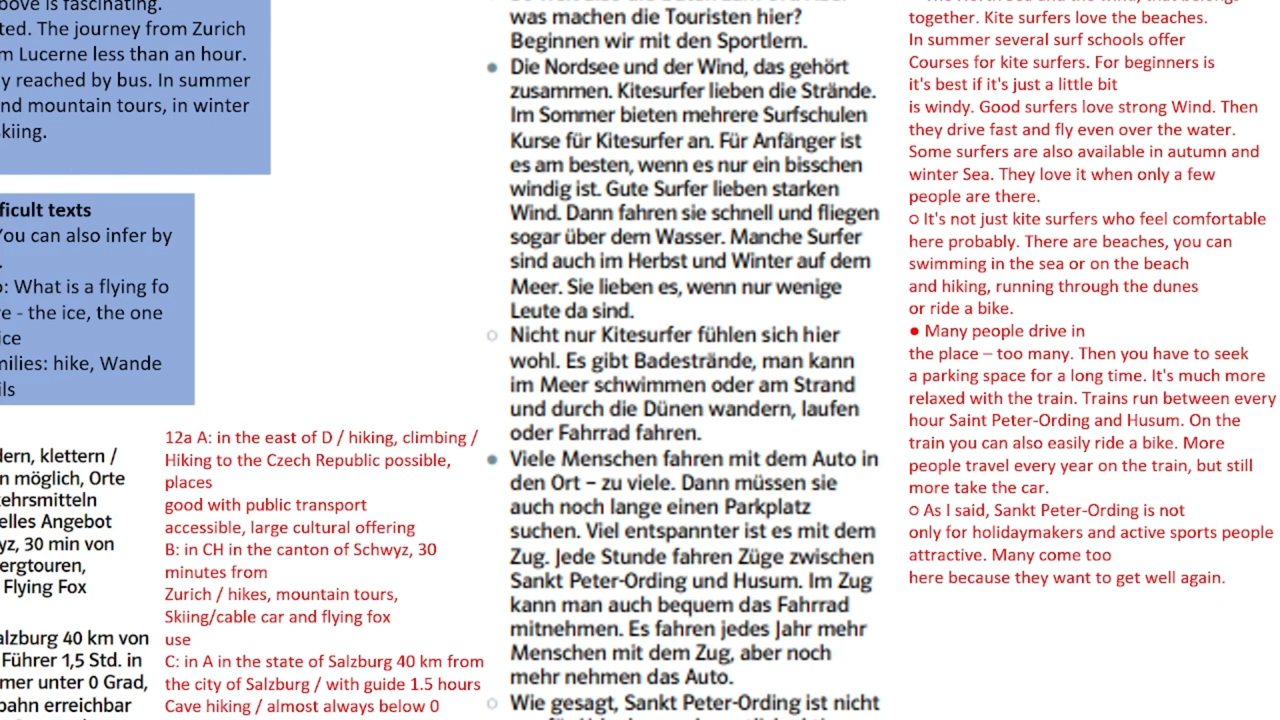 bove is fascinating.
ted. The journey from Zurich
m Lucerne less than an hour.
y reached by bus. In summer
nd mountain tours, in winter
skiing.
ficult texts
You can also infer by
.
o: What is a flying fo
e - the ice, the one
ice
milies: hike, Wande
ils
dern, klettern /
n möglich, Orte
kehrsmitteln
elles Angebot
yz, 30 min von
ergtouren,
Flying Fox
alzburg 40 km von
Führer 1,5 Std. in
mer unter 0 Grad,
bahn erreichbar
12a A: in the east of D / hiking, climbing /
Hiking to the Czech Republic possible,
places
good with public transport
accessible, large cultural offering
B: in CH in the canton of Schwyz, 30
minutes from
Zurich / hikes, mountain tours,
Skiing/cable car and flying fox
use
C: in A in the state of Salzburg 40 km from
the city of Salzburg / with guide 1.5 hours
Cave hiking / almost always below 0
was machen die Touristen hier?
Beginnen wir mit den Sportlern.
● Die Nordsee und der Wind, das gehört
zusammen. Kitesurfer lieben die Strände.
Im Sommer bieten mehrere Surfschulen
Kurse für Kitesurfer an. Für Anfänger ist
es am besten, wenn es nur ein bisschen
windig ist. Gute Surfer lieben starken
Wind. Dann fahren sie schnell und fliegen
sogar über dem Wasser. Manche Surfer
sind auch im Herbst und Winter auf dem
Meer. Sie lieben es, wenn nur wenige
Leute da sind.
○ Nicht nur Kitesurfer fühlen sich hier
wohl. Es gibt Badestrände, man kann
im Meer schwimmen oder am Strand
und durch die Dünen wandern, laufen
oder Fahrrad fahren.
● Viele Menschen fahren mit dem Auto in
den Ort – zu viele. Dann müssen sie
auch noch lange einen Parkplatz
suchen. Viel entspannter ist es mit dem
Zug. Jede Stunde fahren Züge zwischen
Sankt Peter-Ording und Husum. Im Zug
kann man auch bequem das Fahrrad
mitnehmen. Es fahren jedes Jahr mehr
Menschen mit dem Zug, aber noch
mehr nehmen das Auto.
○ Wie gesagt, Sankt Peter-Ording ist nicht
together. Kite surfers love the beaches.
In summer several surf schools offer
Courses for kite surfers. For beginners is
it's best if it's just a little bit
is windy. Good surfers love strong Wind. Then
they drive fast and fly even over the water.
Some surfers are also available in autumn and
winter Sea. They love it when only a few
people are there.
○ It's not just kite surfers who feel comfortable
here probably. There are beaches, you can
swimming in the sea or on the beach
and hiking, running through the dunes
or ride a bike.
● Many people drive in
the place – too many. Then you have to seek
a parking space for a long time. It's much more
relaxed with the train. Trains run between every
hour Saint Peter-Ording and Husum. On the
train you can also easily ride a bike. More
people travel every year on the train, but still
more take the car.
○ As I said, Sankt Peter-Ording is not
only for holidaymakers and active sports people
attractive. Many come too
here because they want to get well again.